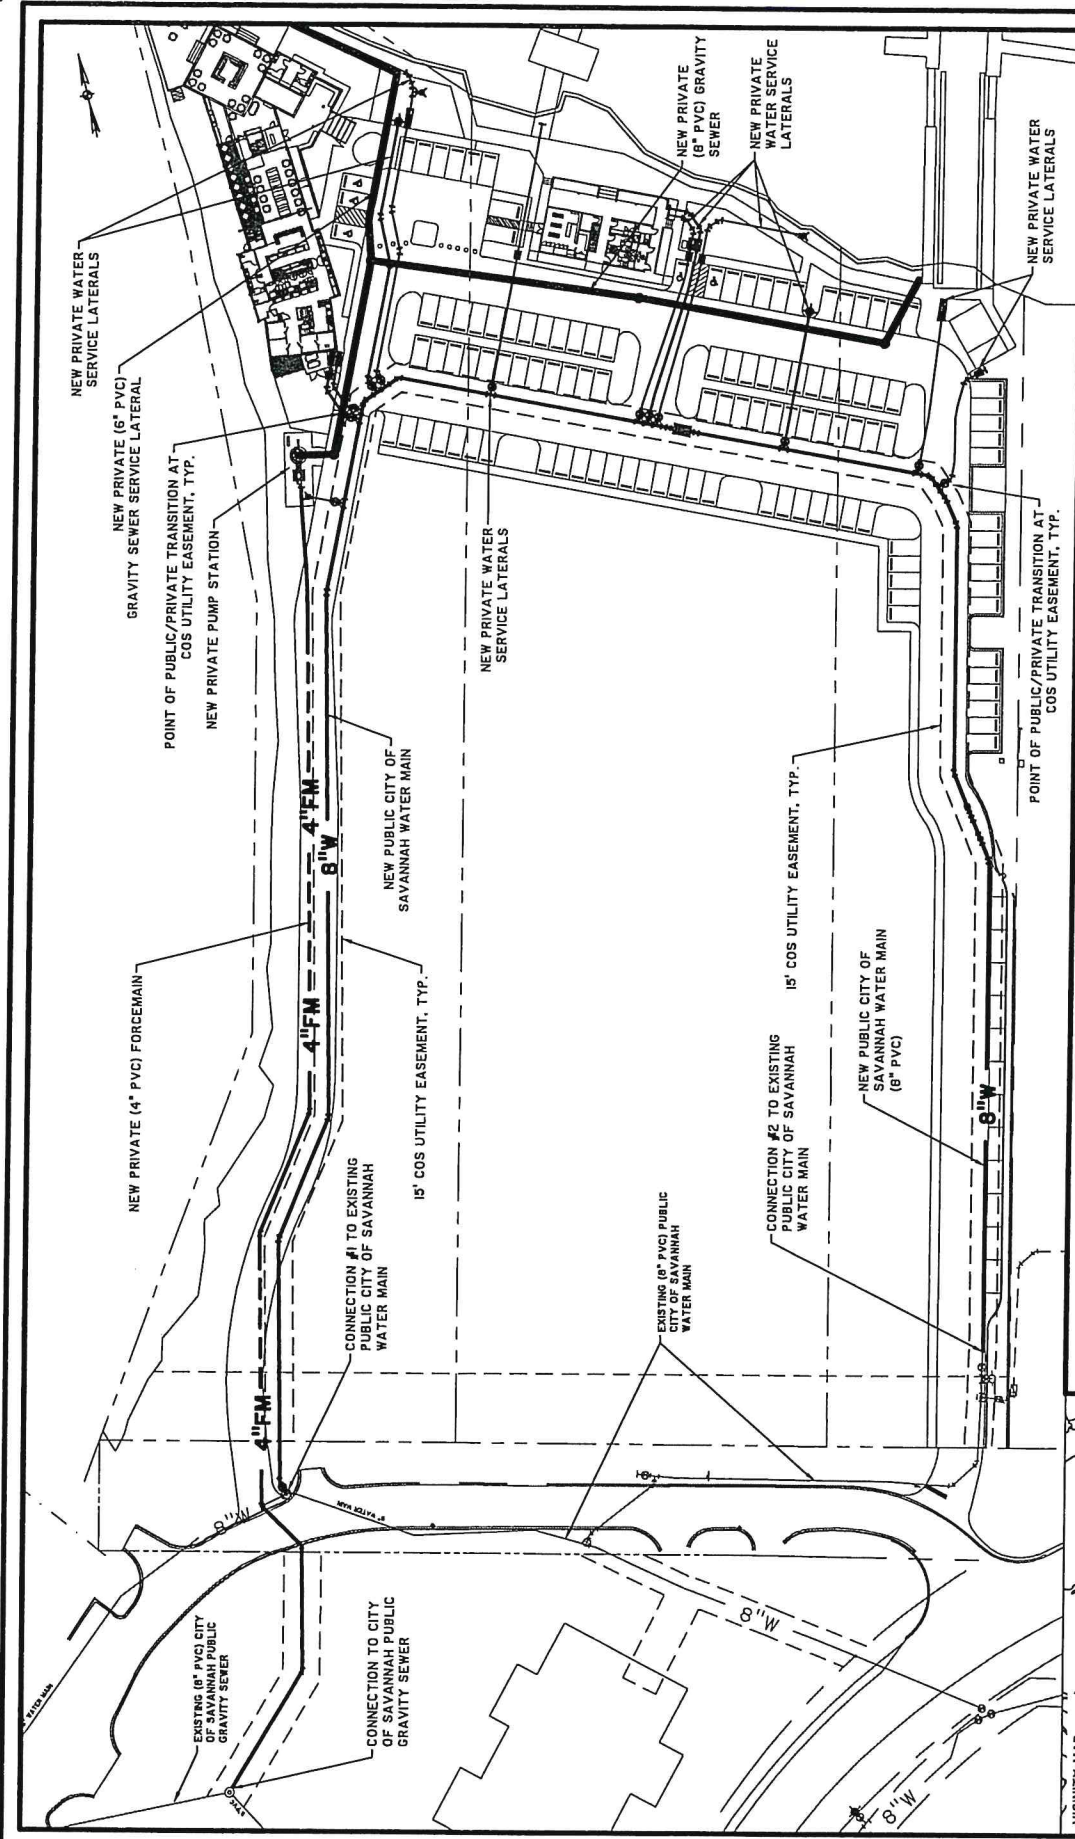 NEW PRIVATE WATER
SERVICE LATERALS
NEW PRIVATE (6" PVC)
GRAVITY SEWER SERVICE LATERAL
POINT OF PUBLIC/PRIVATE TRANSITION AT
COS UTILITY EASEMENT, TYP.
NEW PRIVATE PUMP STATION
NEW PRIVATE (4" PVC) FORCEMAIN
NEW PRIVATE
(8" PVC) GRAVITY
SEWER
NEW PRIVATE
WATER SERVICE
LATERALS
NEW PRIVATE WATER
SERVICE LATERALS
NEW PRIVATE WATER
SERVICE LATERALS
POINT OF PUBLIC/PRIVATE TRANSITION AT
COS UTILITY EASEMENT, TYP.
4"FM
4"FM
4"FM
8"W
NEW PUBLIC CITY OF
SAVANNAH WATER MAIN
15' COS UTILITY EASEMENT, TYP.
15' COS UTILITY EASEMENT, TYP.
CONNECTION #1 TO EXISTING
PUBLIC CITY OF SAVANNAH
WATER MAIN
CONNECTION #2 TO EXISTING
PUBLIC CITY OF SAVANNAH
WATER MAIN
NEW PUBLIC CITY OF
SAVANNAH WATER MAIN
(8" PVC)
8"W
EXISTING (8" PVC) PUBLIC
CITY OF SAVANNAH
WATER MAIN
8"W
8" WATER MAIN
EXISTING (8" PVC) CITY
OF SAVANNAH PUBLIC
GRAVITY SEWER
CONNECTION TO CITY
OF SAVANNAH PUBLIC
GRAVITY SEWER
WATER MAIN
8"W
8"W